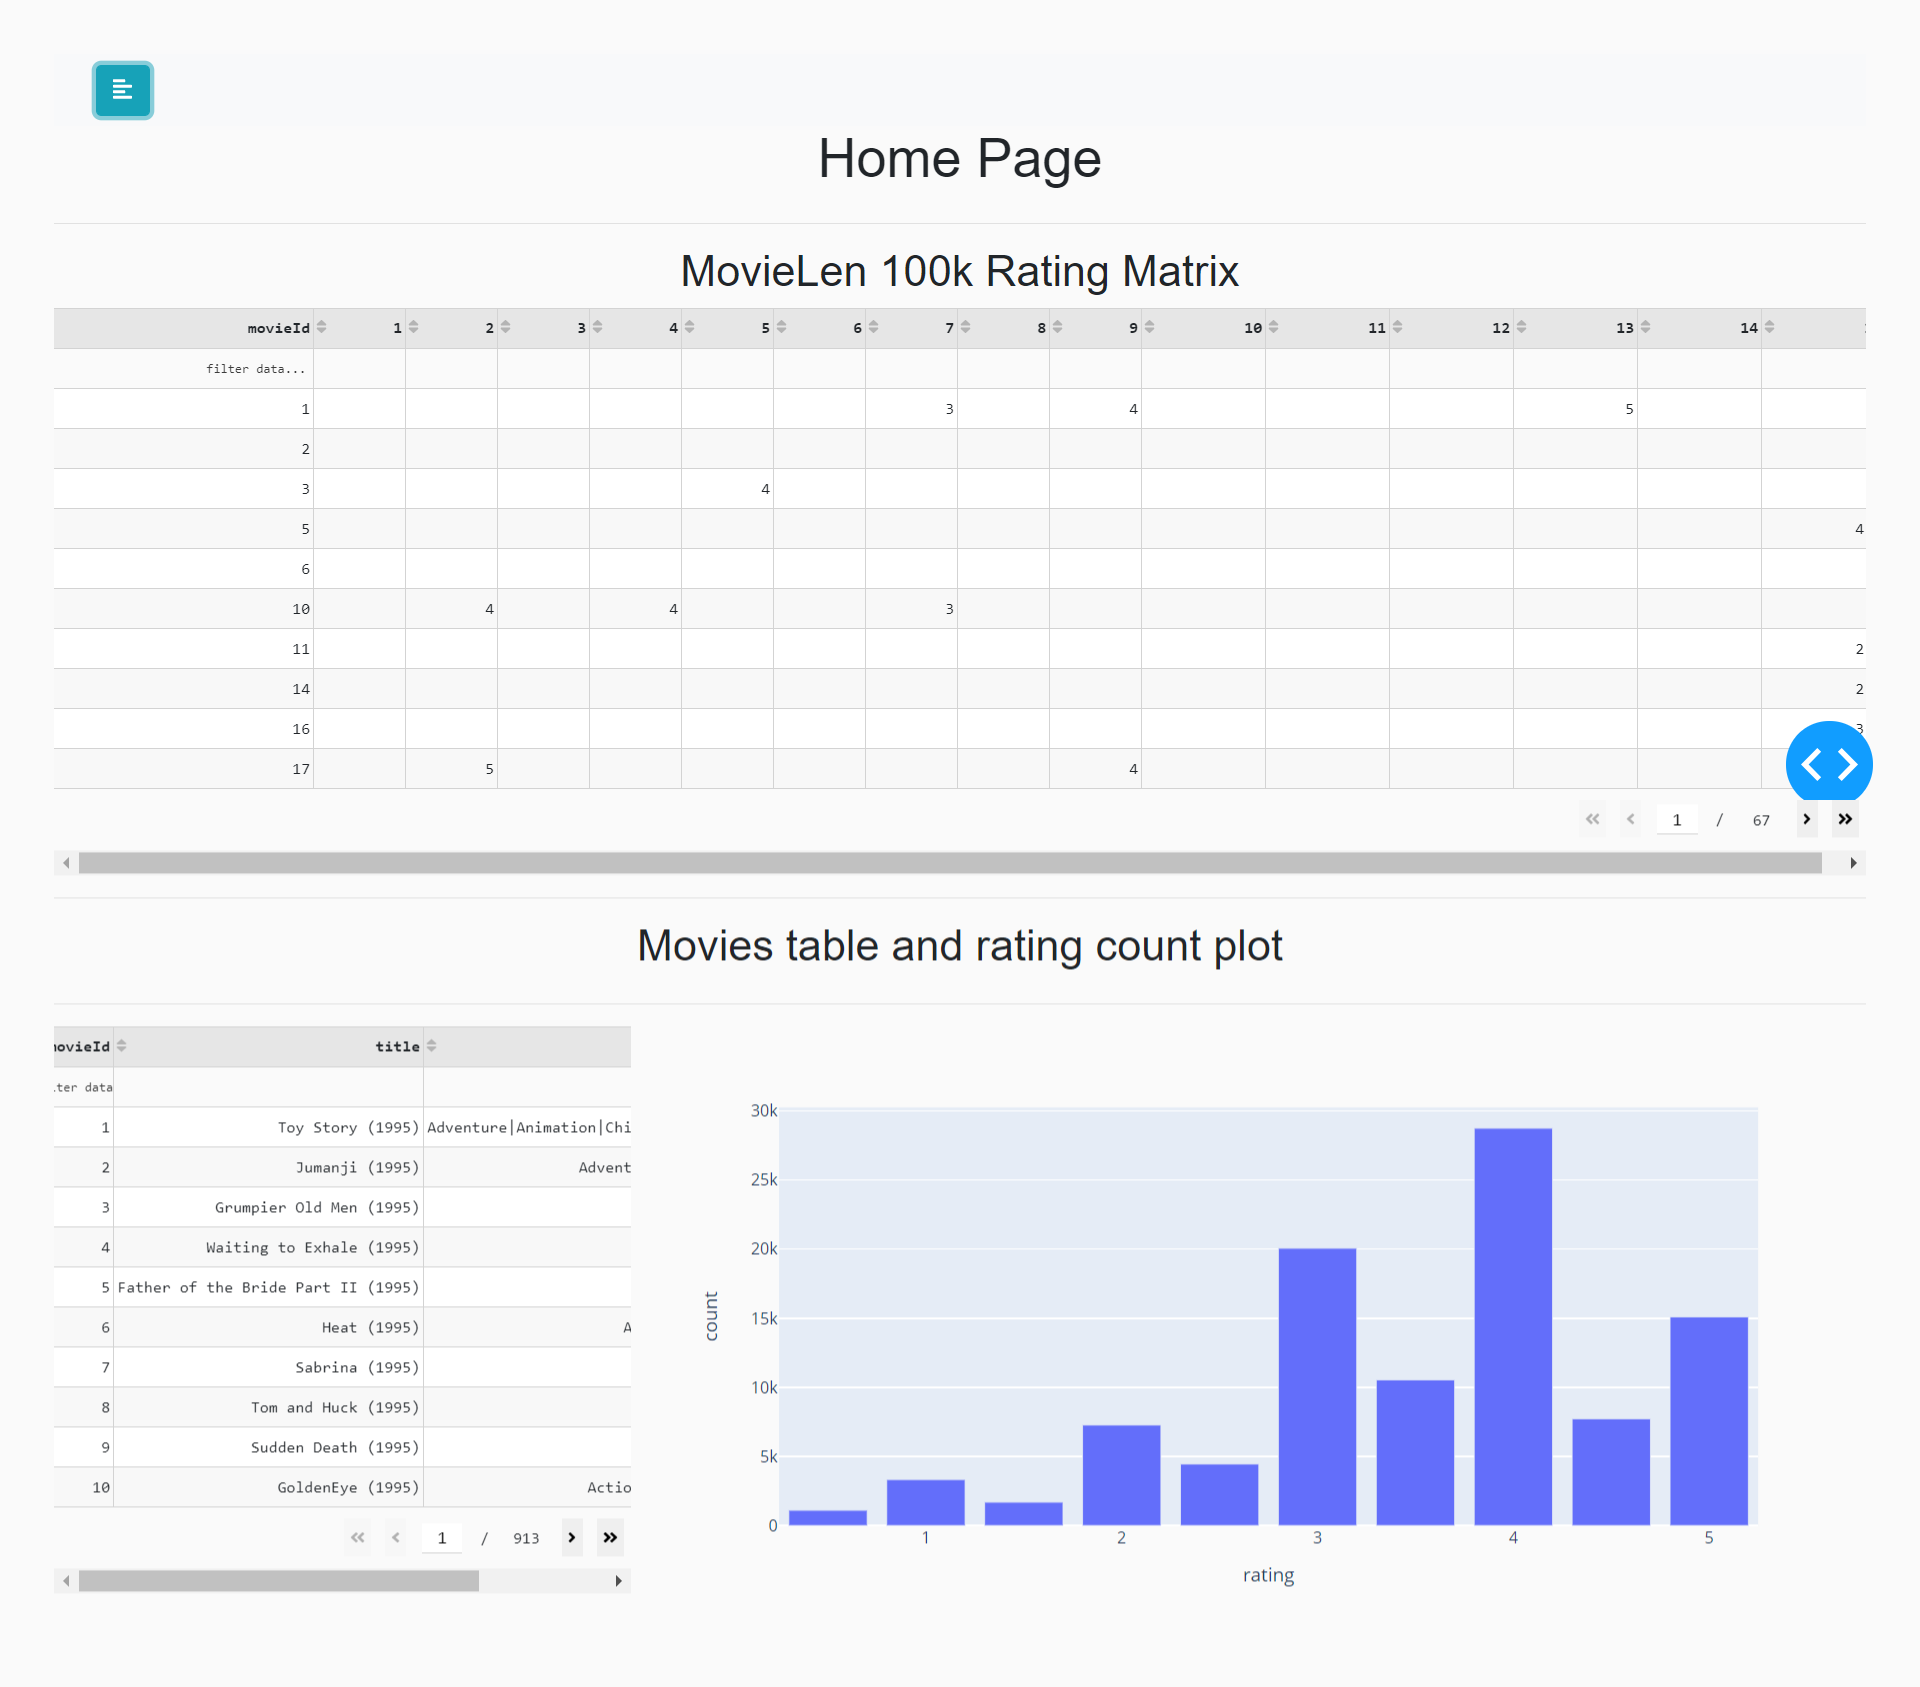 Home Page
MovieLen 100k Rating Matrix
movieId 1 2 3 4 5 6 7 8 9 10 11 12 13 14
filter data...
1 3 4 5
2
3 4
5 4
6
10 4 4 3
11 2
14 2
16 3
17 5 4
1 / 67
Movies table and rating count plot
ovieId title
ter data
1 Toy Story (1995) Adventure|Animation|Chi
2 Jumanji (1995) Advent
3 Grumpier Old Men (1995)
4 Waiting to Exhale (1995)
5 Father of the Bride Part II (1995)
6 Heat (1995) A
7 Sabrina (1995)
8 Tom and Huck (1995)
9 Sudden Death (1995)
10 GoldenEye (1995) Actio
1 / 913
30k
25k
20k
15k
10k
5k
0
count
1 2 3 4 5
rating